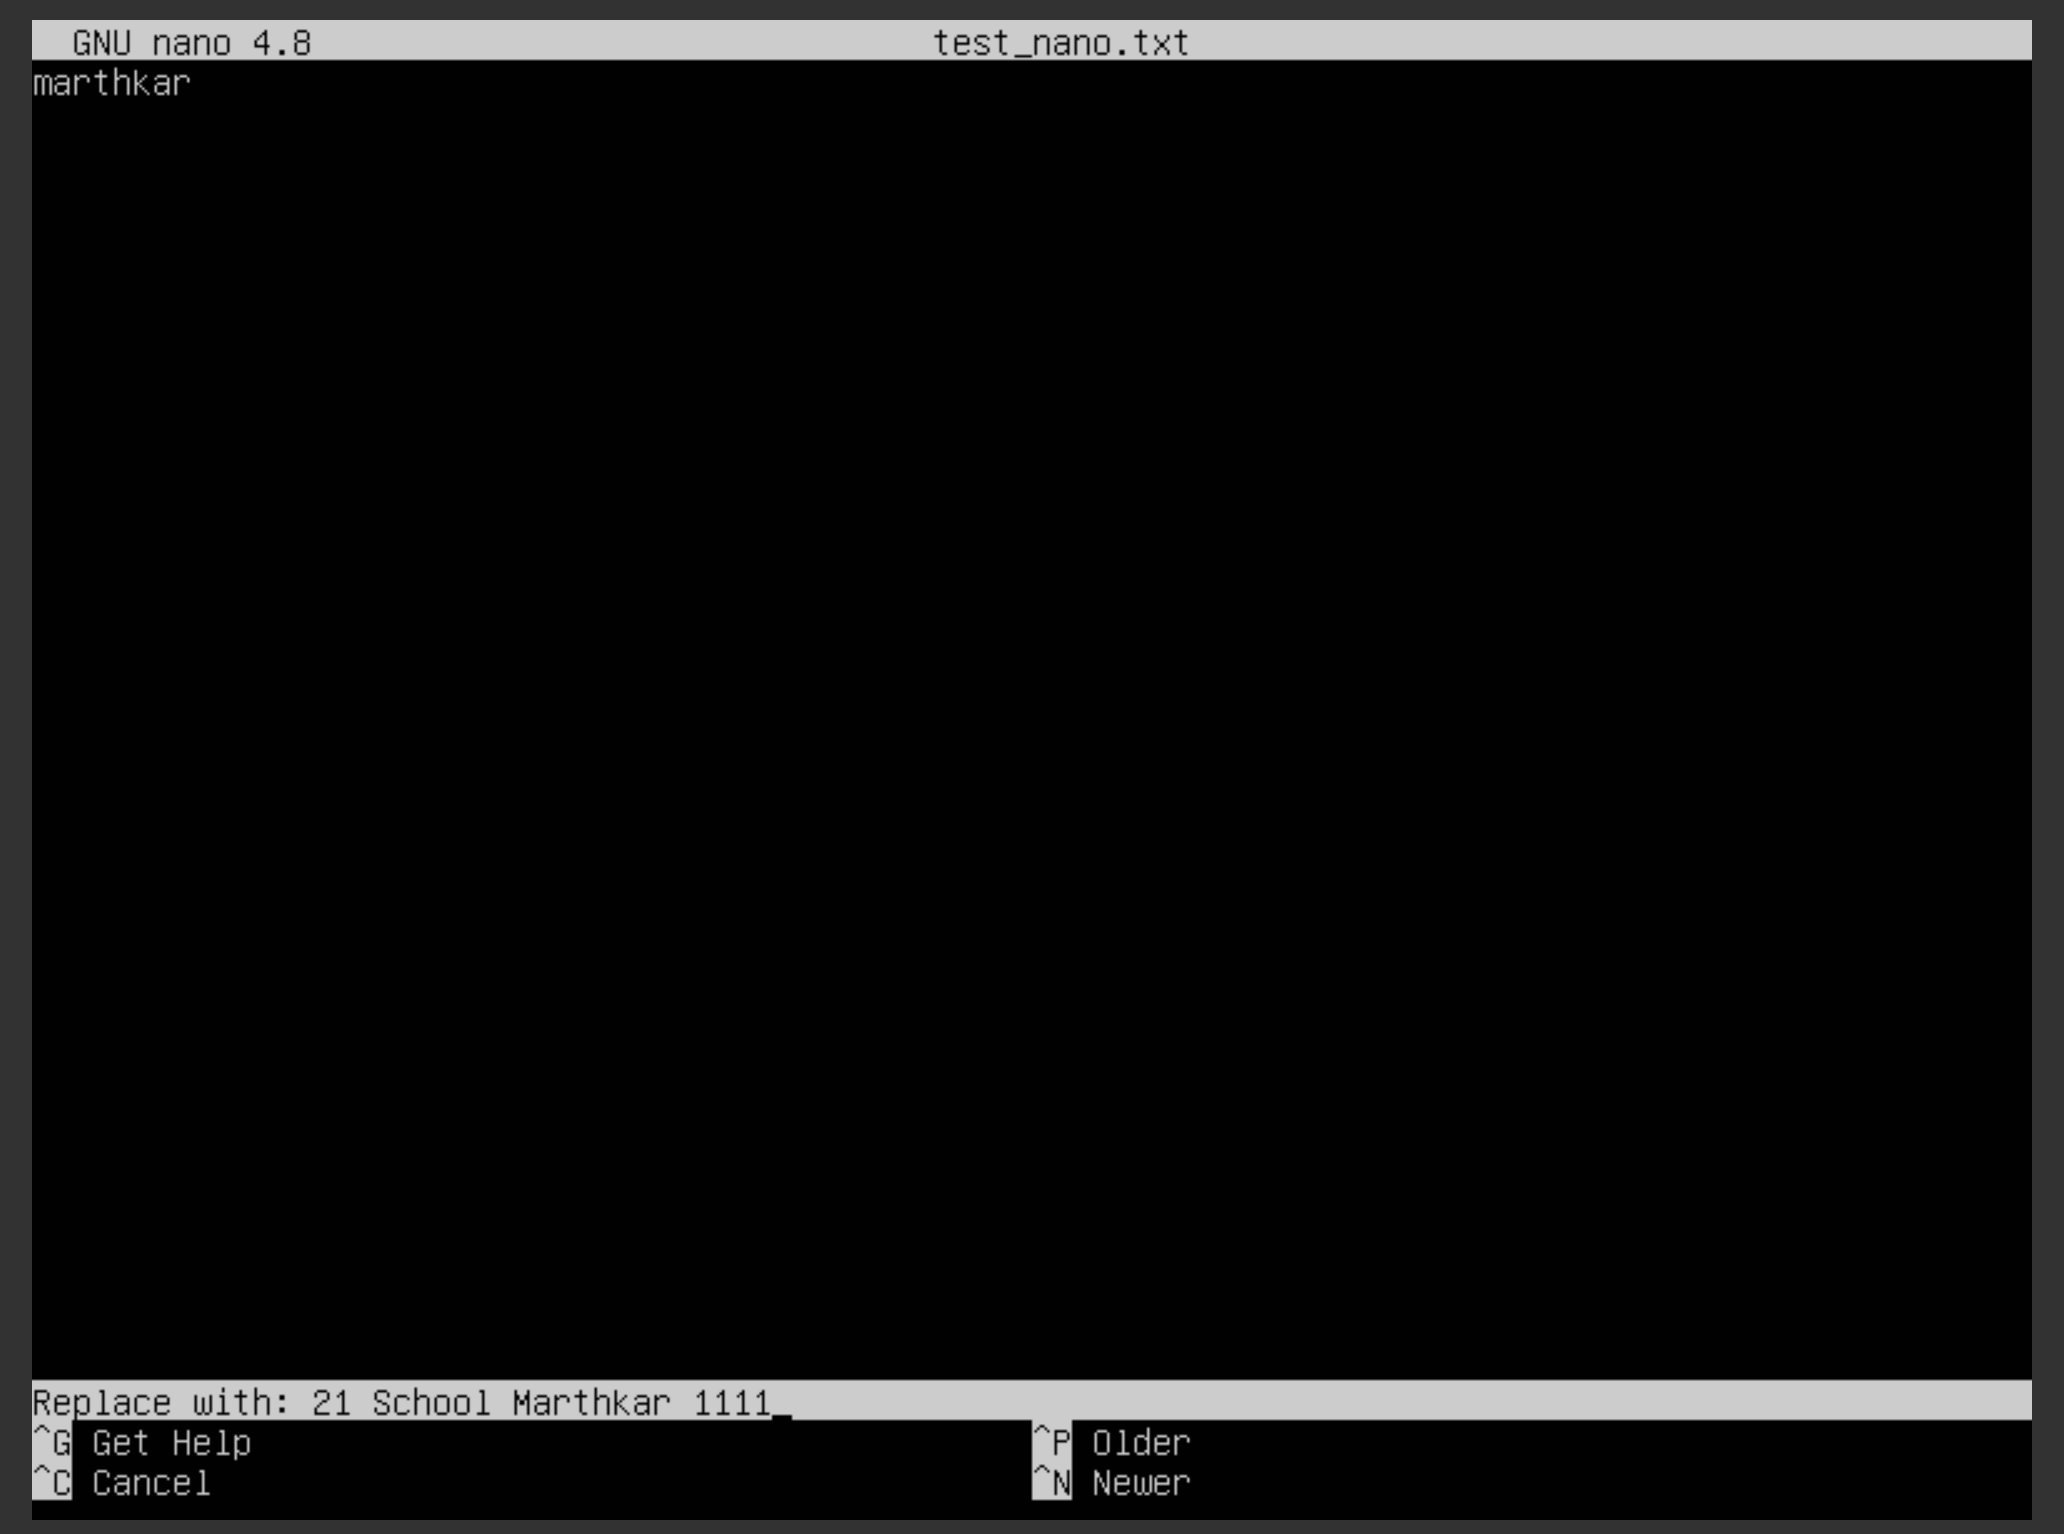 GNU nano 4.8 test_nano.txt
marthkar
Replace with: 21 School Marthkar 1111
^G Get Help ^P Older
^C Cancel ^N Newer